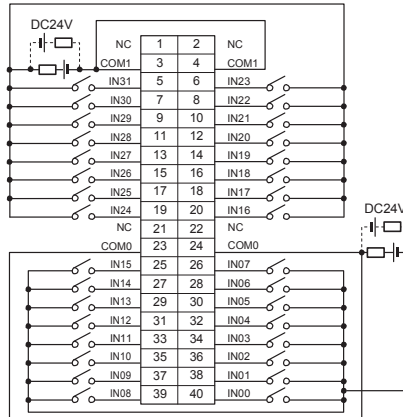 DC24V
NC 1 2 NC
COM1 3 4 COM1
IN31 5 6 IN23
IN30 7 8 IN22
IN29 9 10 IN21
IN28 11 12 IN20
IN27 13 14 IN19
IN26 15 16 IN18
IN25 17 18 IN17
IN24 19 20 IN16
NC 21 22 NC
DC24V
COM0 23 24 COM0
IN15 25 26 IN07
IN14 27 28 IN06
IN13 29 30 IN05
IN12 31 32 IN04
IN11 33 34 IN03
IN10 35 36 IN02
IN09 37 38 IN01
IN08 39 40 IN00